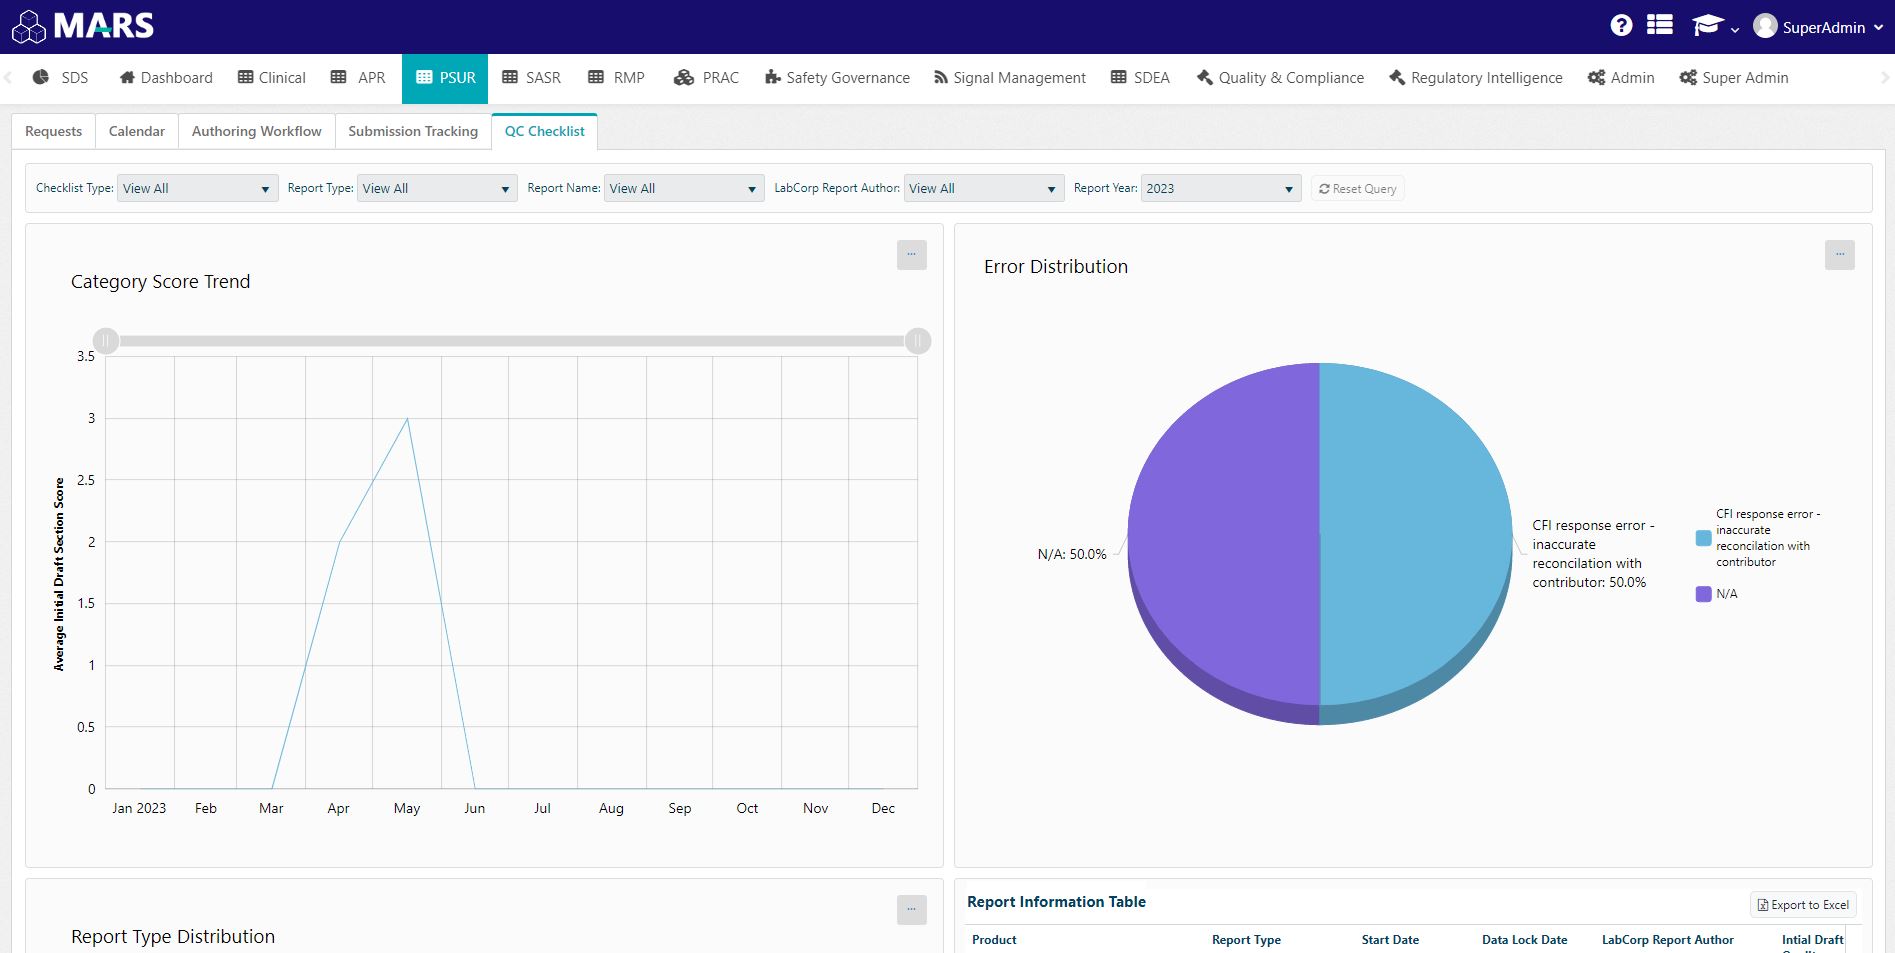 MARS
SuperAdmin
SDS Dashboard Clinical APR PSUR SASR RMP PRAC Safety Governance Signal Management SDEA Quality & Compliance Regulatory Intelligence Admin Super Admin
Requests Calendar Authoring Workflow Submission Tracking QC Checklist
Checklist Type: View All Report Type: View All Report Name: View All LabCorp Report Author: View All Report Year: 2023 Reset Query
...
Category Score Trend
3.5
3
2.5
2
1.5
1
0.5
0
Average Initial Draft Section Score
Jan 2023 Feb Mar Apr May Jun Jul Aug Sep Oct Nov Dec
...
Error Distribution
N/A: 50.0%
CFI response error -
inaccurate
reconcilation with
contributor: 50.0%
CFI response error -
inaccurate
reconcilation with
contributor
N/A
...
Report Type Distribution
Report Information Table
Export to Excel
Product Report Type Start Date Data Lock Date LabCorp Report Author Intial Draft